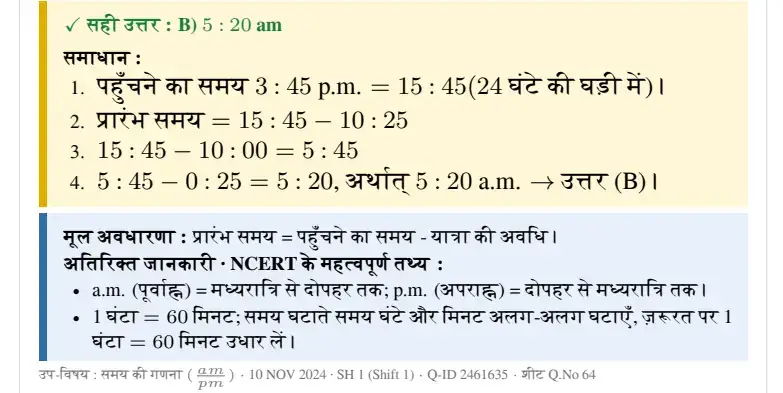 ✓ सही उत्तर : B) 5 : 20 am
समाधान :
1. पहुँचने का समय 3 : 45 p.m. = 15 : 45(24 घंटे की घड़ी में)।
2. प्रारंभ समय = 15 : 45 − 10 : 25
3. 15 : 45 − 10 : 00 = 5 : 45
4. 5 : 45 − 0 : 25 = 5 : 20, अर्थात् 5 : 20 a.m. → उत्तर (B)।
मूल अवधारणा : प्रारंभ समय = पहुँचने का समय - यात्रा की अवधि।
अतिरिक्त जानकारी · NCERT के महत्वपूर्ण तथ्य :
• a.m. (पूर्वाह्न) = मध्यरात्रि से दोपहर तक; p.m. (अपराह्न) = दोपहर से मध्यरात्रि तक।
• 1 घंटा = 60 मिनट; समय घटाते समय घंटे और मिनट अलग-अलग घटाएँ, ज़रूरत पर 1
घंटा = 60 मिनट उधार लें।
उप-विषय : समय की गणना ( am/pm ) · 10 NOV 2024 · SH 1 (Shift 1) · Q-ID 2461635 · शीट Q.No 64